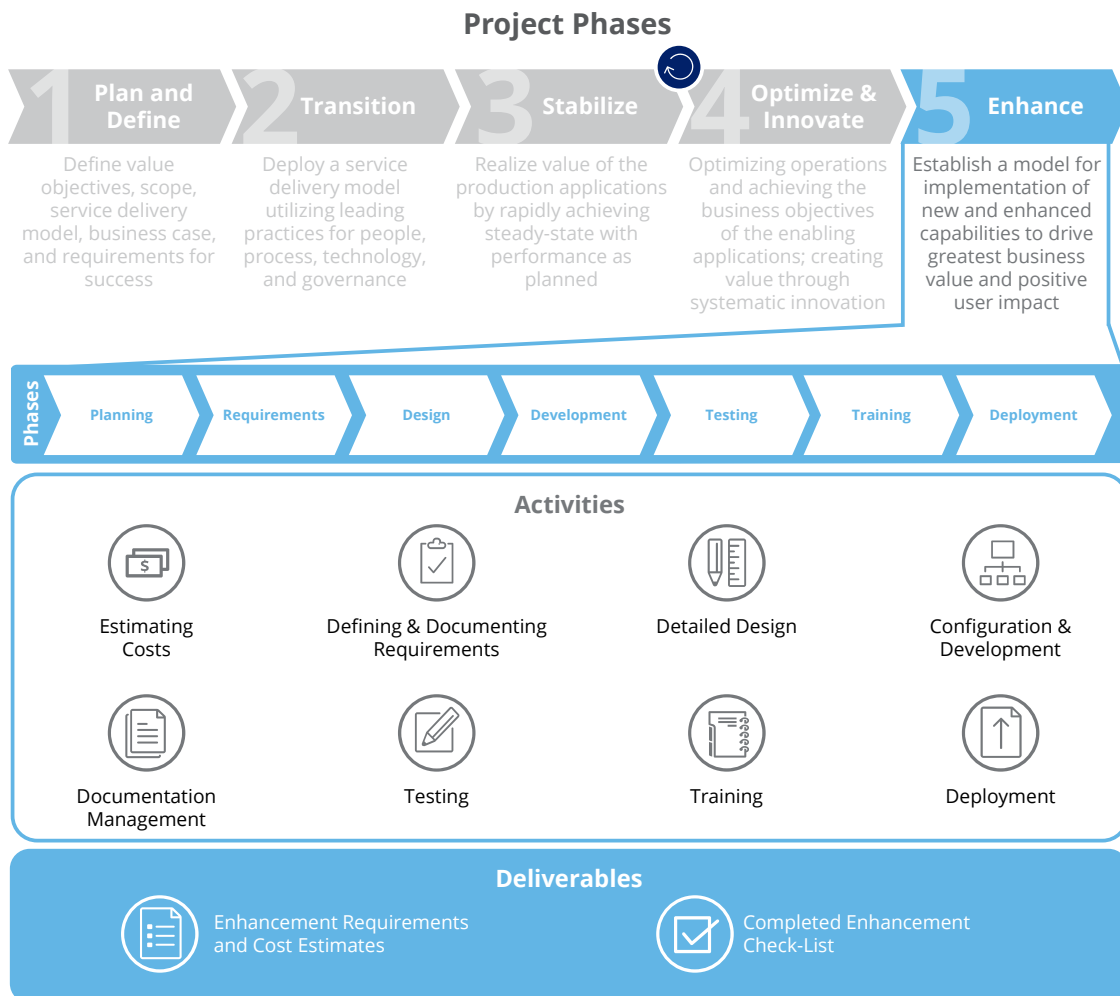 Project Phases
1 Plan and
Define
2 Transition
3 Stabilize
4 Optimize &
Innovate
5 Enhance
Define value
objectives, scope,
service delivery
model, business case,
and requirements for
success
Deploy a service
delivery model
utilizing leading
practices for people,
process, technology,
and governance
Realize value of the
production applications
by rapidly achieving
steady-state with
performance as
planned
Optimizing operations
and achieving the
business objectives
of the enabling
applications; creating
value through
systematic innovation
Establish a model for
implementation of
new and enhanced
capabilities to drive
greatest business
value and positive
user impact
Phases
Planning
Requirements
Design
Development
Testing
Training
Deployment
Activities
$
Estimating
Costs
Defining & Documenting
Requirements
Detailed Design
Configuration &
Development
Documentation
Management
Testing
Training
Deployment
Deliverables
Enhancement Requirements
and Cost Estimates
Completed Enhancement
Check-List